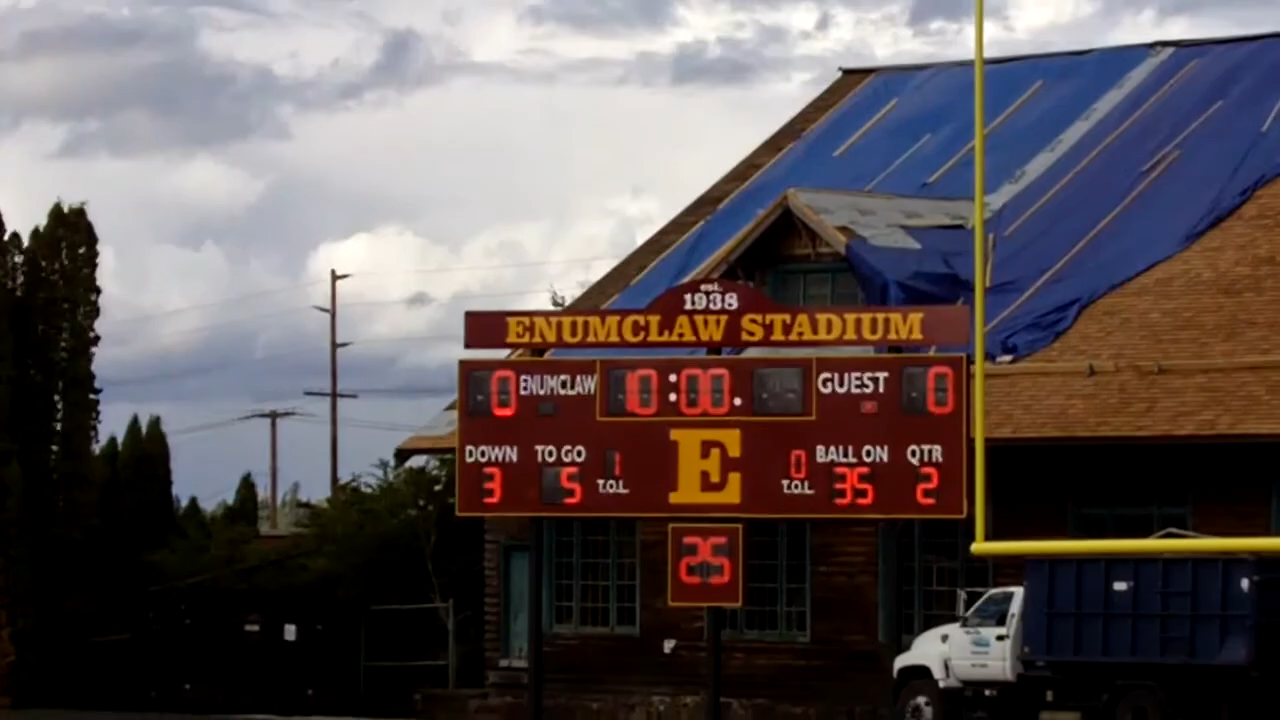 est.
1938
ENUMCLAW STADIUM
0 ENUMCLAW 10:00. GUEST 0
DOWN TO GO BALL ON QTR
3 5 1 T.O.L. E 0 T.O.L. 35 2
25